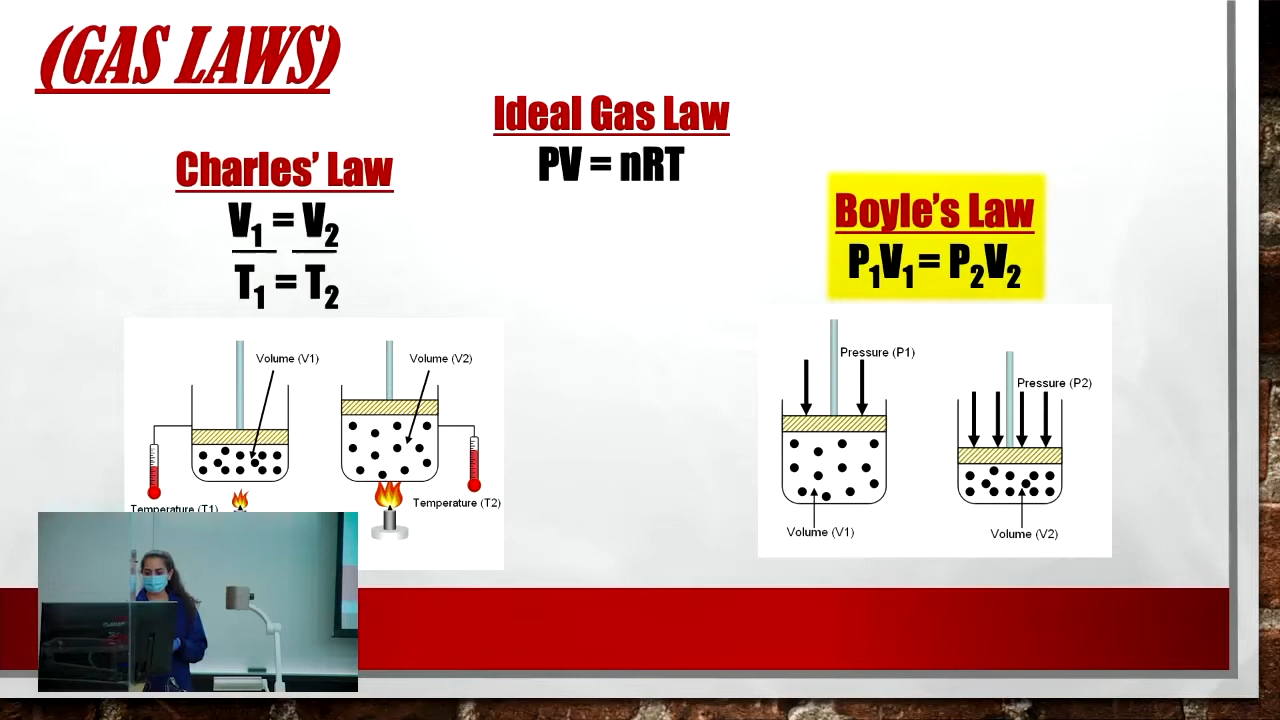 (GAS LAWS)
Ideal Gas Law
PV = nRT
Charles’ Law
V₁ = V₂
T₁ = T₂
Boyle’s Law
P₁V₁ = P₂V₂
Volume (V1)
Volume (V2)
Temperature (T1)
Temperature (T2)
Pressure (P1)
Pressure (P2)
Volume (V1)
Volume (V2)